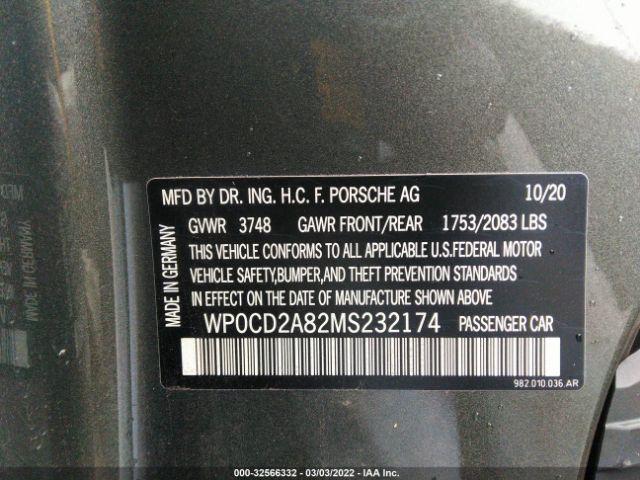 MFD BY DR. ING. H.C. F. PORSCHE AG 10/20
GVWR 3748 GAWR FRONT/REAR 1753/2083 LBS
THIS VEHICLE CONFORMS TO ALL APPLICABLE U.S.FEDERAL MOTOR
VEHICLE SAFETY,BUMPER,AND THEFT PREVENTION STANDARDS
IN EFFECT ON THE DATE OF MANUFACTURE SHOWN ABOVE
WP0CD2A82MS232174 PASSENGER CAR
MADE IN GERMANY
982.010.036.AR
000-32566332 - 03/03/2022 - IAA Inc.